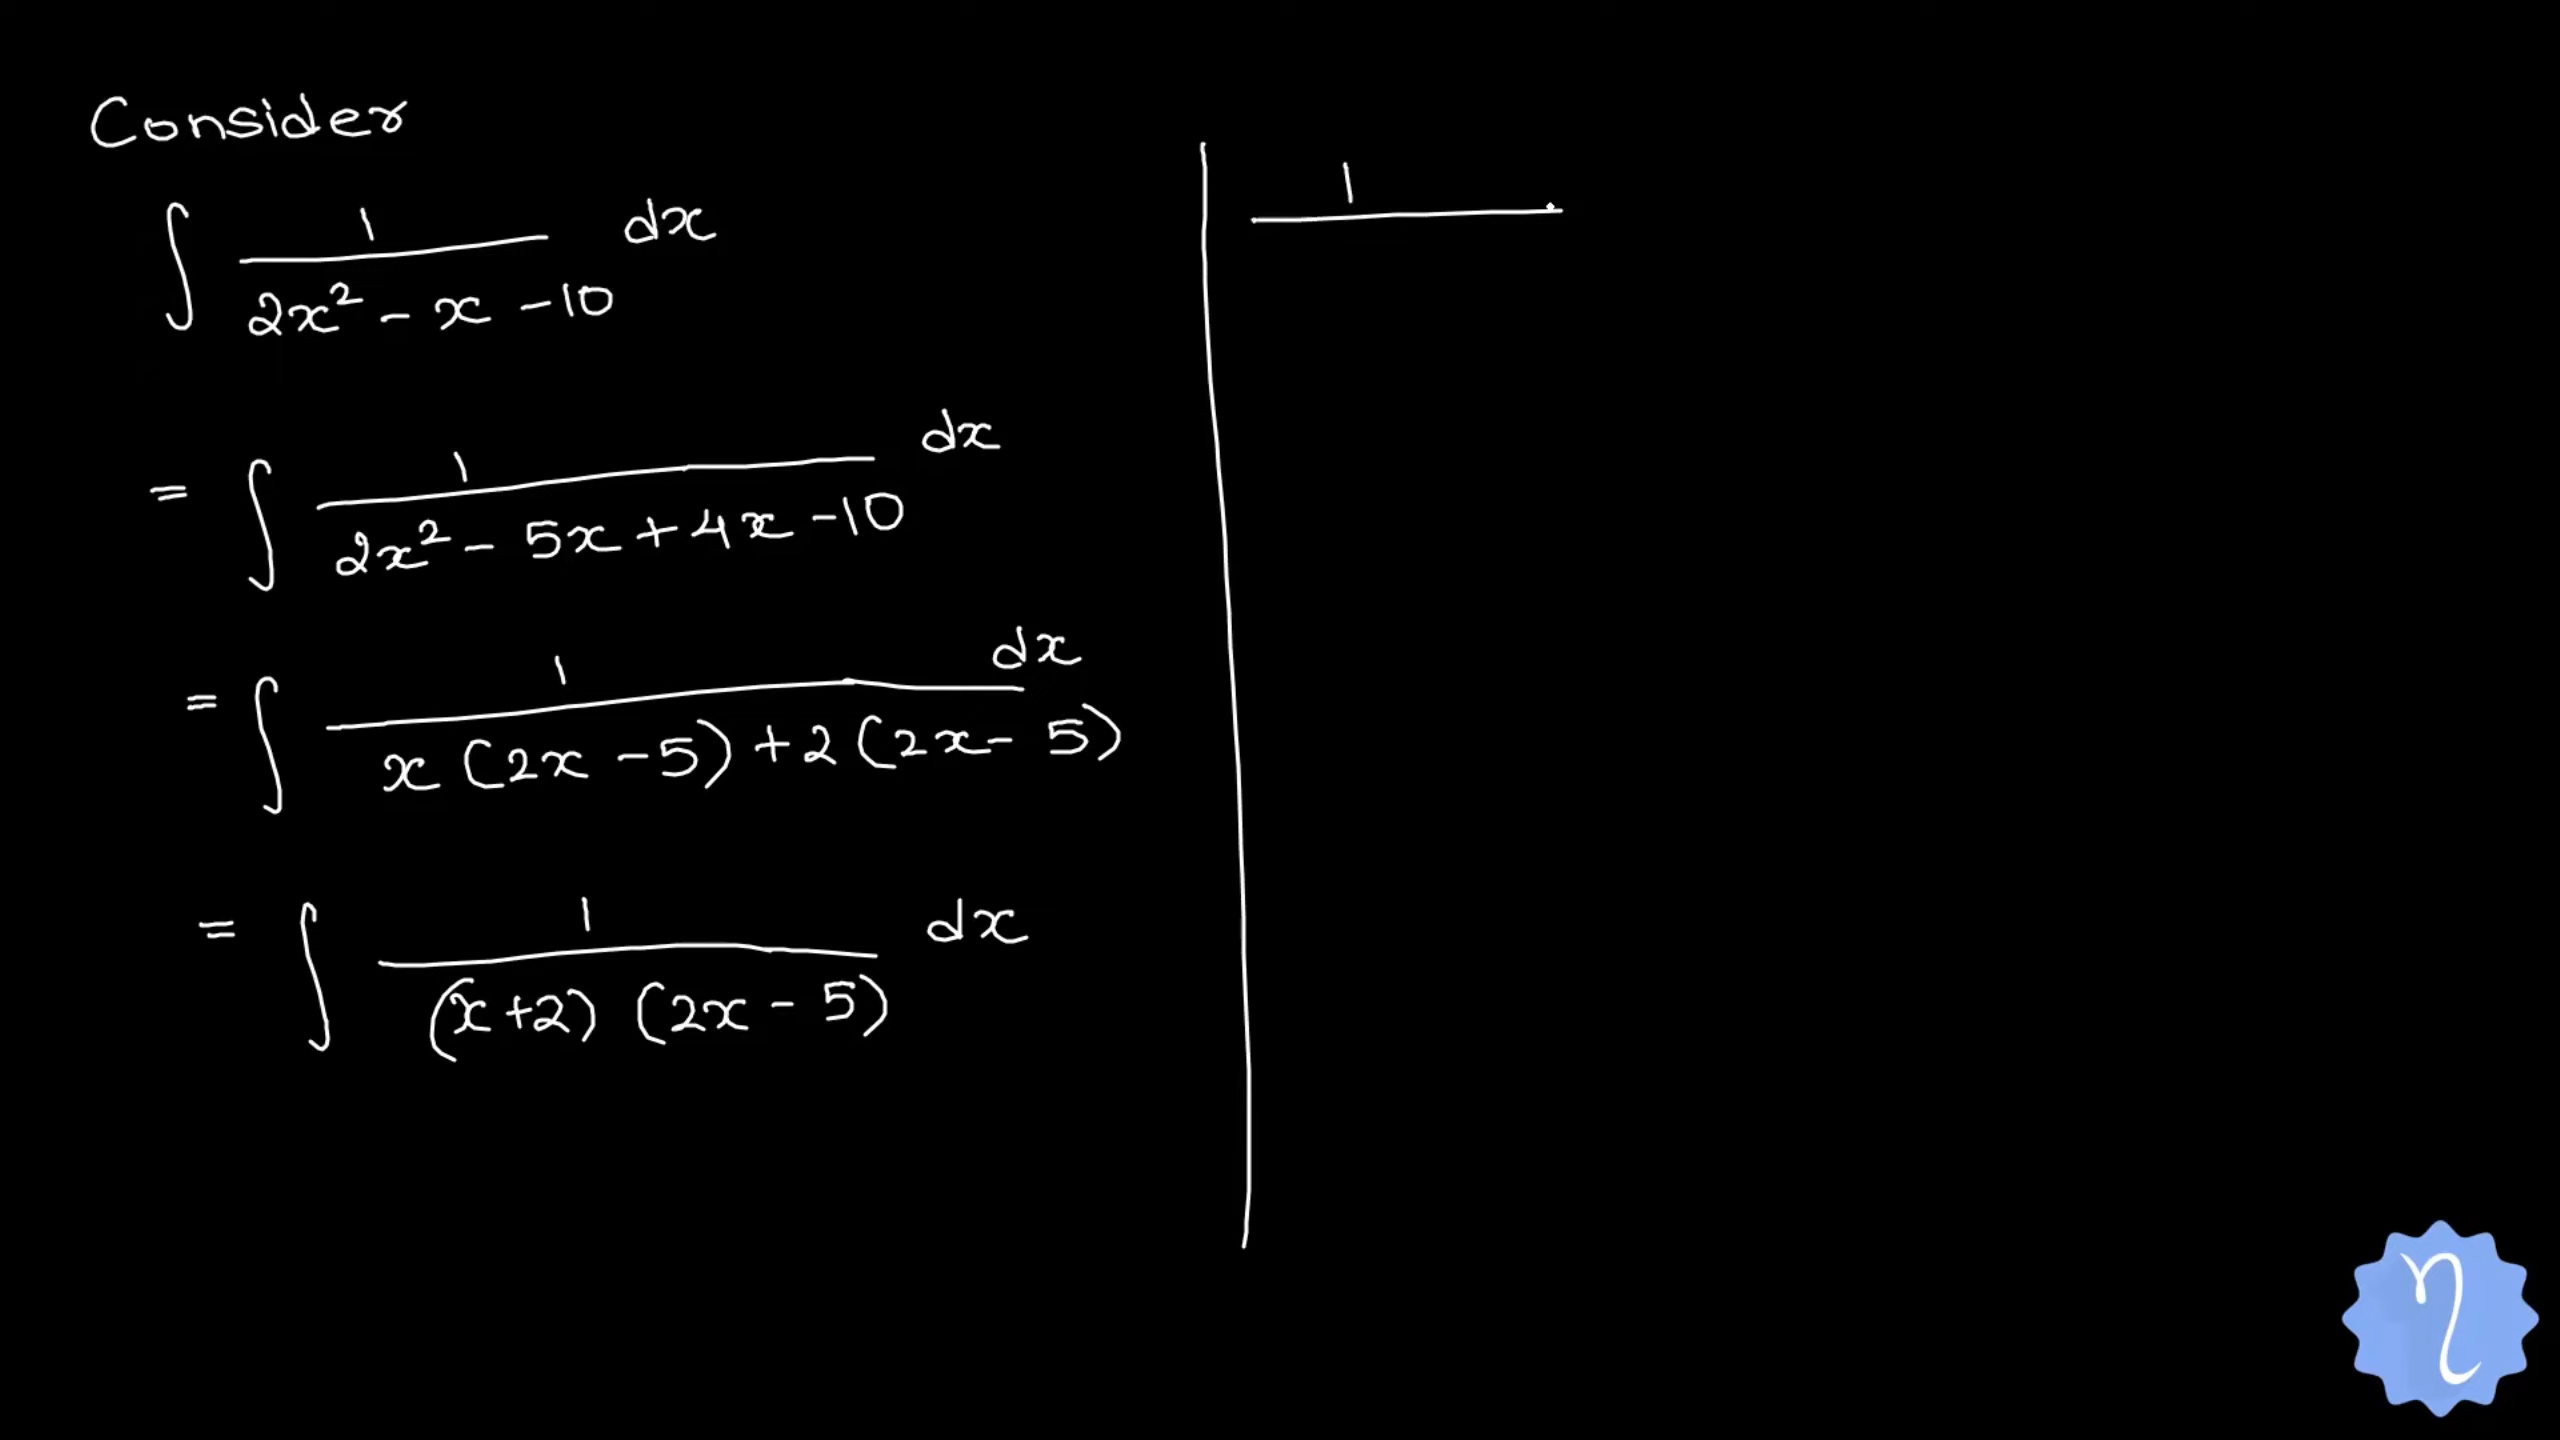 Consider
∫ 1/(2x² - x - 10) dx
= ∫ 1/(2x² - 5x + 4x - 10) dx
= ∫ 1/(x(2x - 5) + 2(2x - 5)) dx
= ∫ 1/((x+2)(2x - 5)) dx
1
η